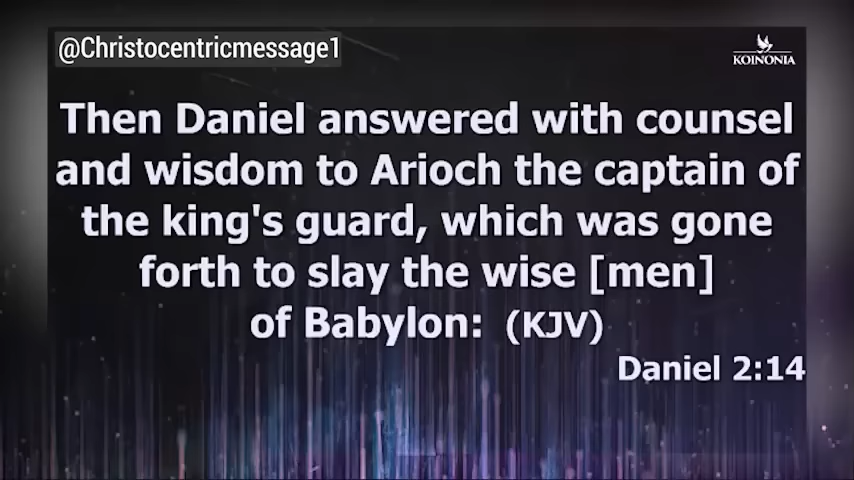 @Christocentricmessage1
KOINONIA
Then Daniel answered with counsel
and wisdom to Arioch the captain of
the king's guard, which was gone
forth to slay the wise [men]
of Babylon: (KJV)
Daniel 2:14